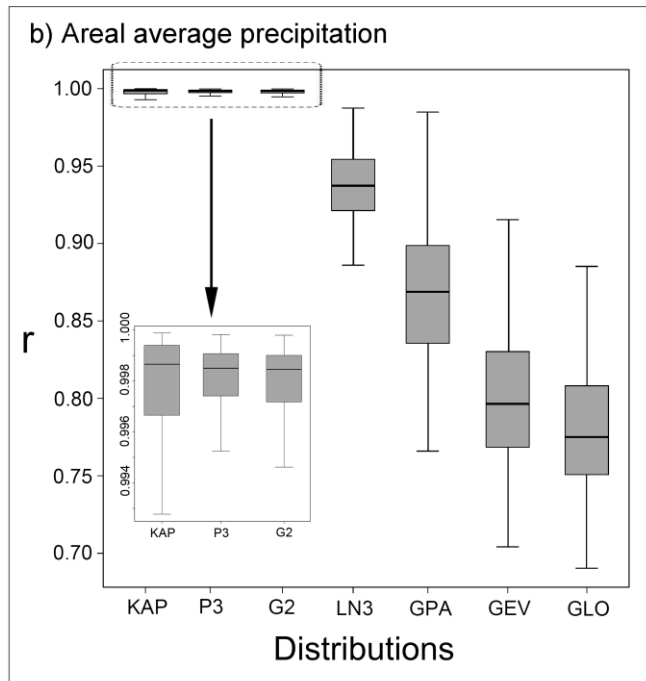 b) Areal average precipitation
1.00
0.95
0.90
0.85
0.80
0.75
0.70
r
1.000
0.998
0.996
0.994
KAP P3 G2
KAP P3 G2 LN3 GPA GEV GLO
Distributions